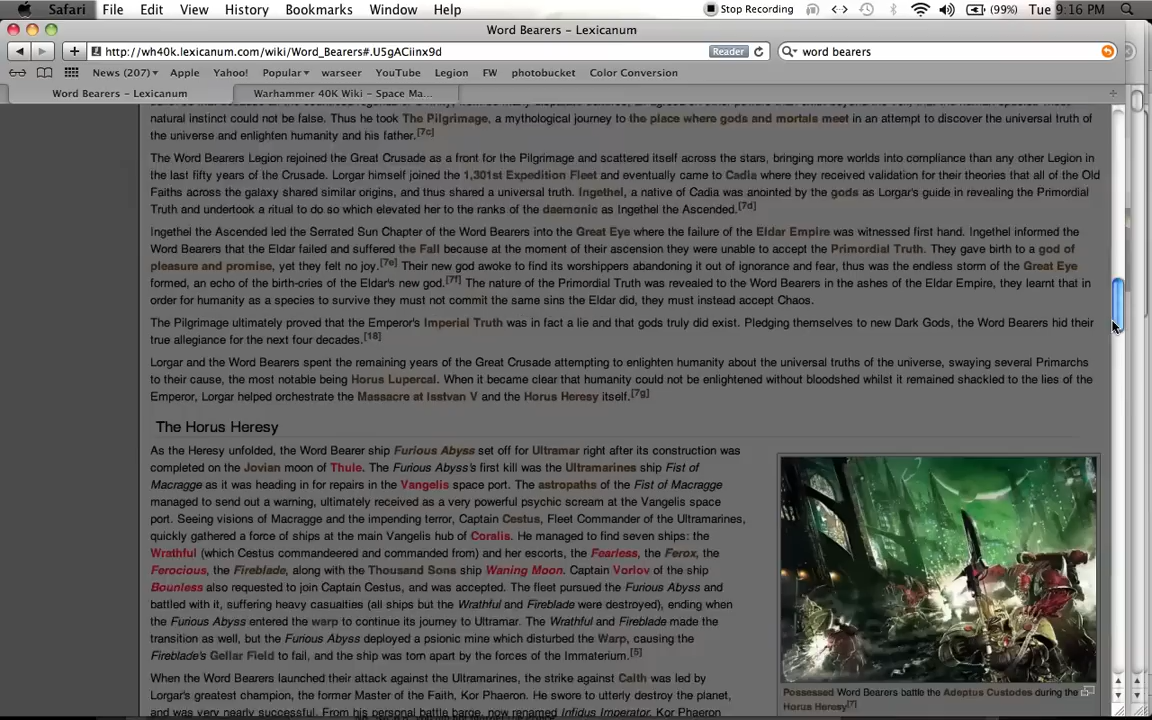 Safari File Edit View History Bookmarks Window Help Stop Recording (99%) Tue 9:16 PM
Word Bearers – Lexicanum
http://wh40k.lexicanum.com/wiki/Word_Bearers#.U5gACiinx9d Reader word bearers
News (207) Apple Yahoo! Popular warseer YouTube Legion FW photobucket Color Conversion
Word Bearers – Lexicanum Warhammer 40K Wiki – Space Ma...
natural instinct could not be false. Thus he took The Pilgrimage, a mythological journey to the place where gods and mortals meet in an attempt to discover the universal truth of
the universe and enlighten humanity and his father.[7c]
The Word Bearers Legion rejoined the Great Crusade as a front for the Pilgrimage and scattered itself across the stars, bringing more worlds into compliance than any other Legion in
the last fifty years of the Crusade. Lorgar himself joined the 1,301st Expedition Fleet and eventually came to Cadia where they received validation for their theories that all of the Old
Faiths across the galaxy shared similar origins, and thus shared a universal truth. Ingethel, a native of Cadia was anointed by the gods as Lorgar's guide in revealing the Primordial
Truth and undertook a ritual to do so which elevated her to the ranks of the daemonic as Ingethel the Ascended.[7d]
Ingethel the Ascended led the Serrated Sun Chapter of the Word Bearers into the Great Eye where the failure of the Eldar Empire was witnessed first hand. Ingethel informed the
Word Bearers that the Eldar failed and suffered the Fall because at the moment of their ascension they were unable to accept the Primordial Truth. They gave birth to a god of
pleasure and promise, yet they felt no joy.[7e] Their new god awoke to find its worshippers abandoning it out of ignorance and fear, thus was the endless storm of the Great Eye
formed, an echo of the birth-cries of the Eldar's new god.[7f] The nature of the Primordial Truth was revealed to the Word Bearers in the ashes of the Eldar Empire, they learnt that in
order for humanity as a species to survive they must not commit the same sins the Eldar did, they must instead accept Chaos.
The Pilgrimage ultimately proved that the Emperor's Imperial Truth was in fact a lie and that gods truly did exist. Pledging themselves to new Dark Gods, the Word Bearers hid their
true allegiance for the next four decades.[18]
Lorgar and the Word Bearers spent the remaining years of the Great Crusade attempting to enlighten humanity about the universal truths of the universe, swaying several Primarchs
to their cause, the most notable being Horus Lupercal. When it became clear that humanity could not be enlightened without bloodshed whilst it remained shackled to the lies of the
Emperor, Lorgar helped orchestrate the Massacre at Isstvan V and the Horus Heresy itself.[7g]
The Horus Heresy
As the Heresy unfolded, the Word Bearer ship Furious Abyss set off for Ultramar right after its construction was
completed on the Jovian moon of Thule. The Furious Abyss's first kill was the Ultramarines ship Fist of
Macragge as it was heading in for repairs in the Vangelis space port. The astropaths of the Fist of Macragge
managed to send out a warning, ultimately received as a very powerful psychic scream at the Vangelis space
port. Seeing visions of Macragge and the impending terror, Captain Cestus, Fleet Commander of the Ultramarines,
quickly gathered a force of ships at the main Vangelis hub of Coralis. He managed to find seven ships: the
Wrathful (which Cestus commandeered and commanded from) and her escorts, the Fearless, the Ferox, the
Ferocious, the Fireblade, along with the Thousand Sons ship Waning Moon. Captain Vorlov of the ship
Bounless also requested to join Captain Cestus, and was accepted. The fleet pursued the Furious Abyss and
battled with it, suffering heavy casualties (all ships but the Wrathful and Fireblade were destroyed), ending when
the Furious Abyss entered the warp to continue its journey to Ultramar. The Wrathful and Fireblade made the
transition as well, but the Furious Abyss deployed a psionic mine which disturbed the Warp, causing the
Fireblade's Gellar Field to fail, and the ship was torn apart by the forces of the Immaterium.[5]
When the Word Bearers launched their attack against the Ultramarines, the strike against Calth was led by
Lorgar's greatest champion, the former Master of the Faith, Kor Phaeron. He swore to utterly destroy the planet,
and was very nearly successful. From his personal battle barge, now renamed Infidus Imperator, Kor Phaeron
Possessed Word Bearers battle the Adeptus Custodes during the
Horus Heresy[7]